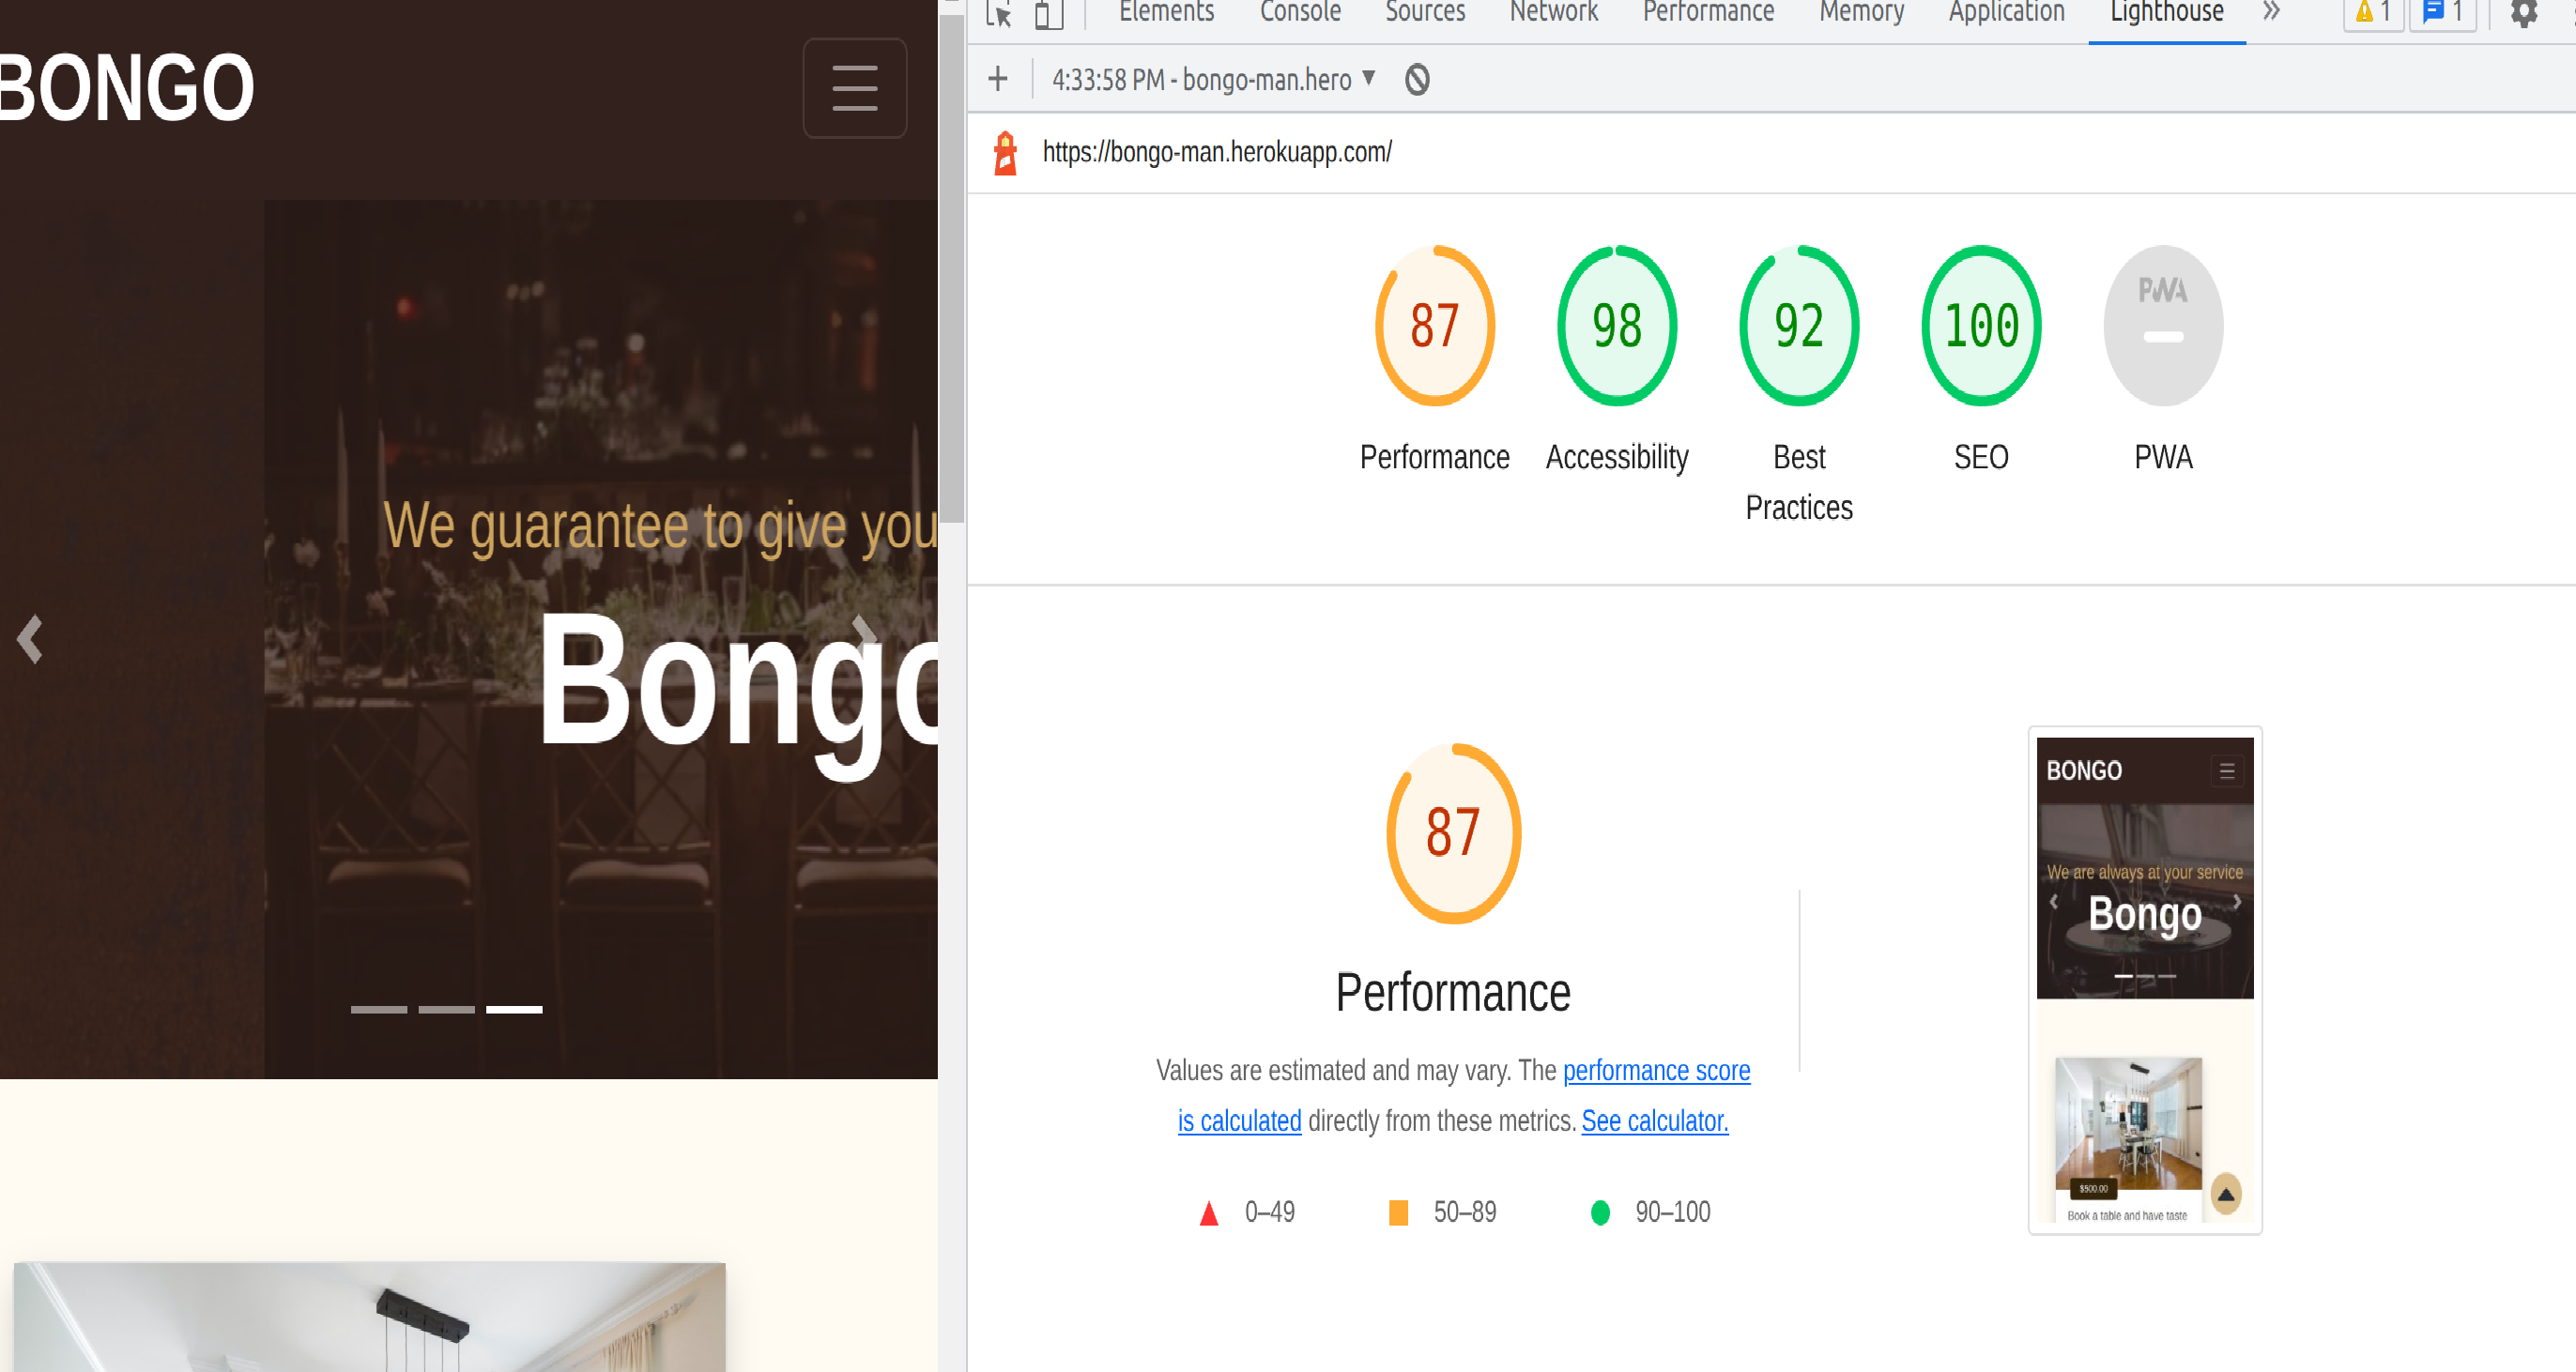 BONGO
We guarantee to give you
Bongo
Elements Console Sources Network Performance Memory Application Lighthouse » 1 1
+ 4:33:58 PM - bongo-man.hero ▼
https://bongo-man.herokuapp.com/
87 98 92 100 PWA
Performance Accessibility Best Practices SEO PWA
87
Performance
Values are estimated and may vary. The performance score
is calculated directly from these metrics. See calculator.
0–49 50–89 90–100
BONGO
We are always at your service
Bongo
$500.00
Book a table and have taste